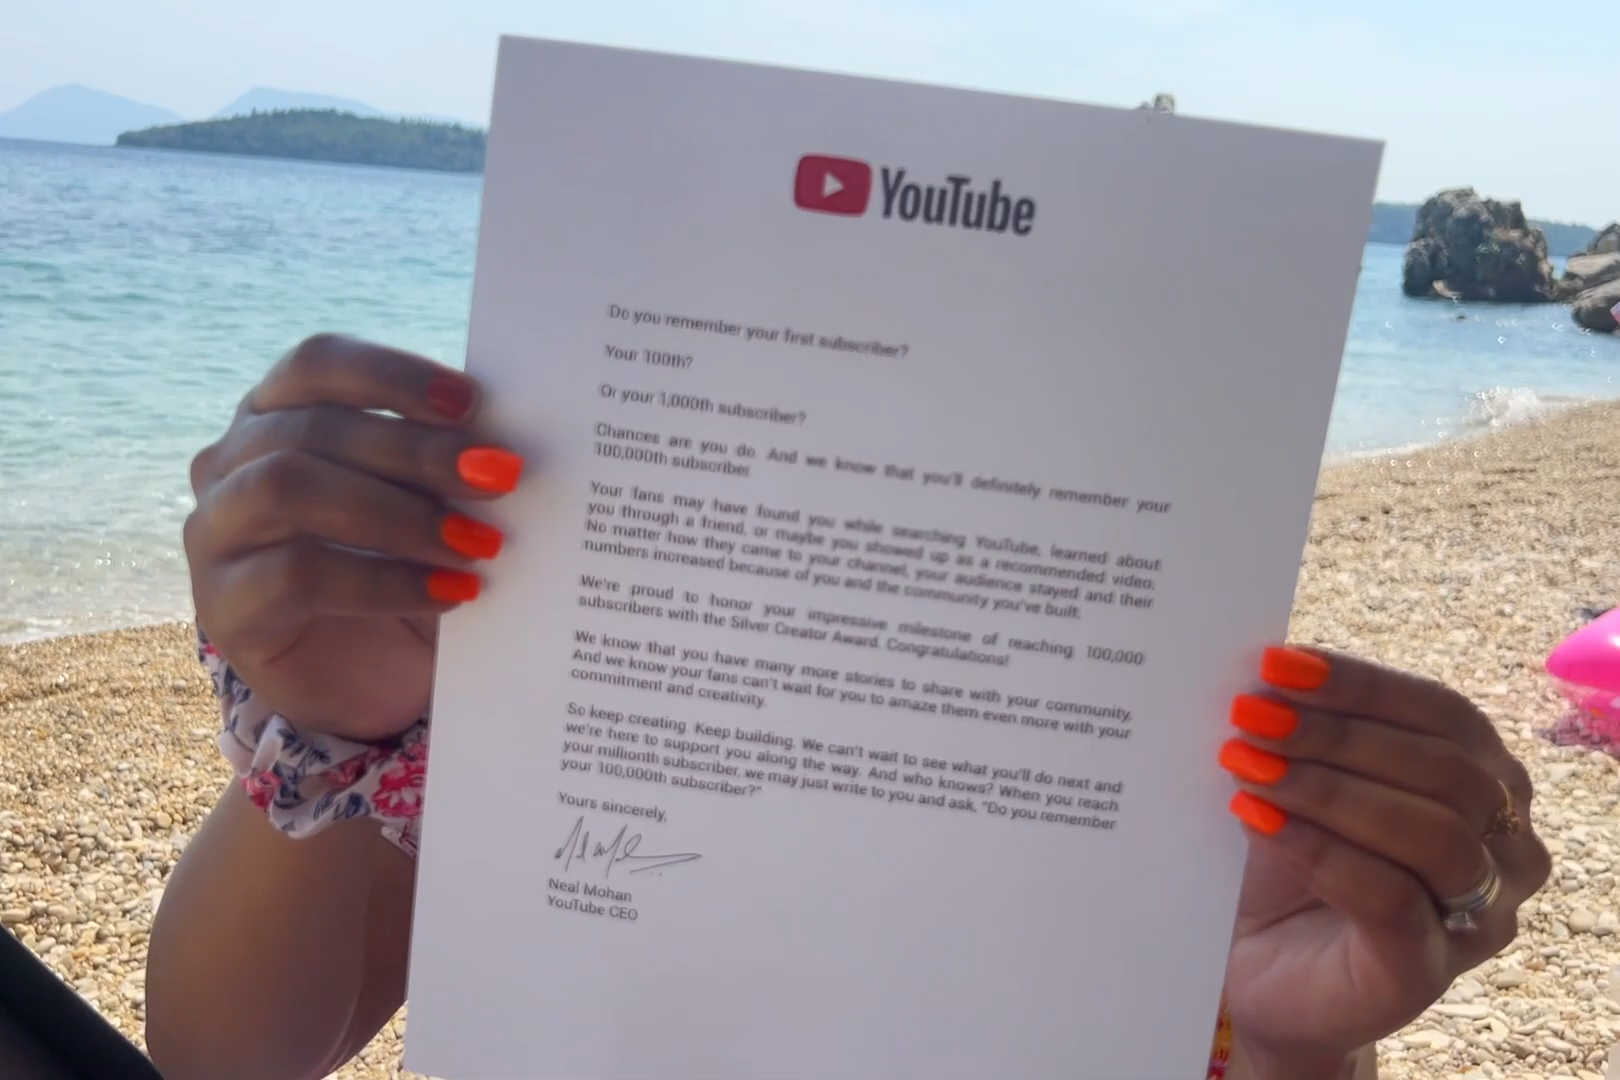 YouTube
Do you remember your first subscriber?
Your 100th?
Or your 1,000th subscriber?
Chances are you do. And we know that you'll definitely remember your
100,000th subscriber.
Your fans may have found you while searching YouTube, learned about
you through a friend, or maybe you showed up as a recommended video.
No matter how they came to your channel, your audience stayed and their
numbers increased because of you and the community you've built.
We're proud to honor your impressive milestone of reaching 100,000
subscribers with the Silver Creator Award. Congratulations!
We know that you have many more stories to share with your community.
And we know your fans can't wait for you to amaze them even more with your
commitment and creativity.
So keep creating. Keep building. We can't wait to see what you'll do next and
we're here to support you along the way. And who knows? When you reach
your millionth subscriber, we may just write to you and ask, "Do you remember
your 100,000th subscriber?"
Yours sincerely,
Neal Mohan
YouTube CEO